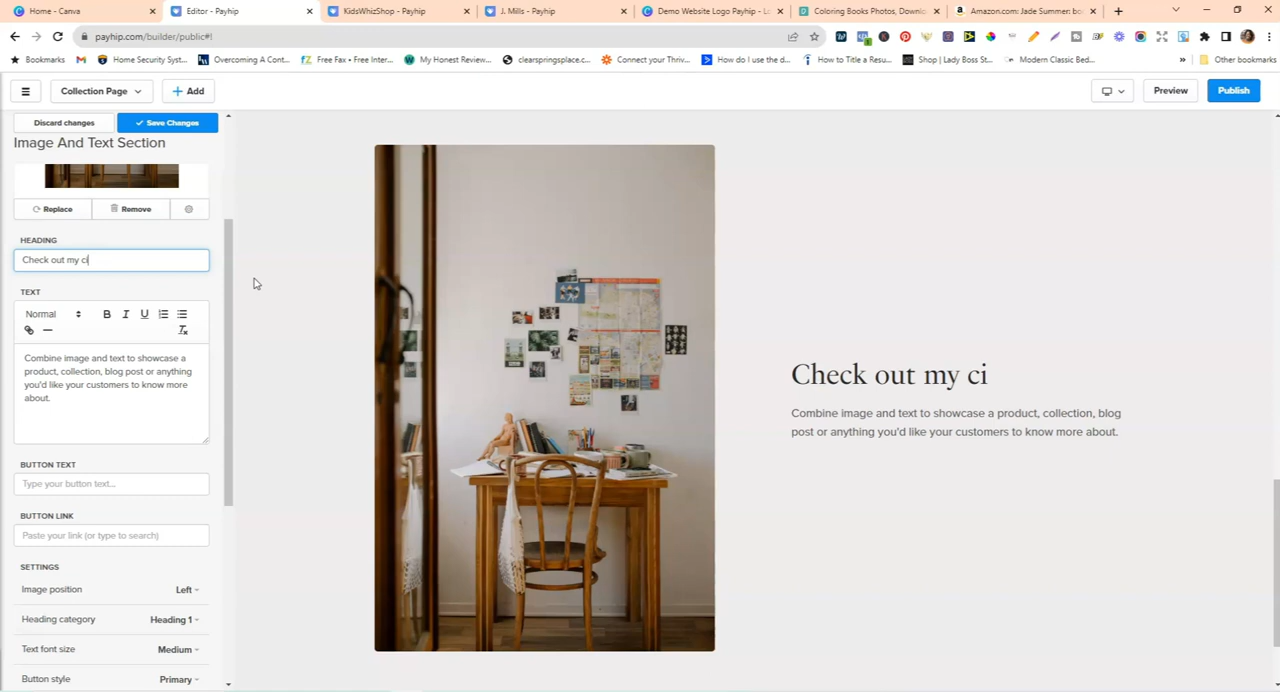 Home - Canva
Editor - Payhip
KidsWhizShop - Payhip
J. Mills - Payhip
Demo Website Logo Payhip - Lo
Coloring Books Photos, Downlo
Amazon.com: Jade Summer: bo
payhip.com/builder/public#!
Bookmarks
Home Security Syst...
Overcoming A Cont...
Free Fax • Free Inter...
My Honest Review...
clearspringsplace.c...
Connect your Thriv...
How do I use the d...
How to Title a Resu...
Shop | Lady Boss St...
Modern Classic Bed...
Other bookmarks
Collection Page
+ Add
Preview
Publish
Discard changes
Save Changes
Image And Text Section
Replace
Remove
HEADING
Check out my ci
TEXT
Normal
B I U
Combine image and text to showcase a
product, collection, blog post or anything
you'd like your customers to know more
about.
BUTTON TEXT
Type your button text...
BUTTON LINK
Paste your link (or type to search)
SETTINGS
Image position Left
Heading category Heading 1
Text font size Medium
Button style Primary
Check out my ci
Combine image and text to showcase a product, collection, blog
post or anything you'd like your customers to know more about.